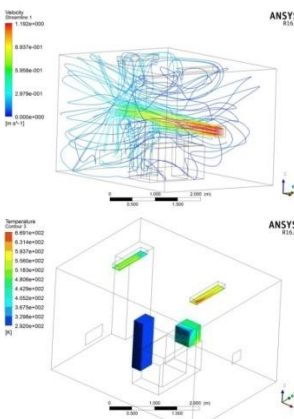 Velocity
Streamline 1
ANSYS
R16.
1.192e+000
8.937e-001
5.958e-001
2.979e-001
0.000e+000
[m s^-1]
0 1.000 2.000 (m)
0.500 1.500
Temperature
Contour 3
ANSYS
R16.
6.691e+002
6.314e+002
5.937e+002
5.560e+002
5.183e+002
4.806e+002
4.429e+002
4.052e+002
3.675e+002
3.298e+002
2.920e+002
[K]
0 1.000 2.000 (m)
0.500 1.500